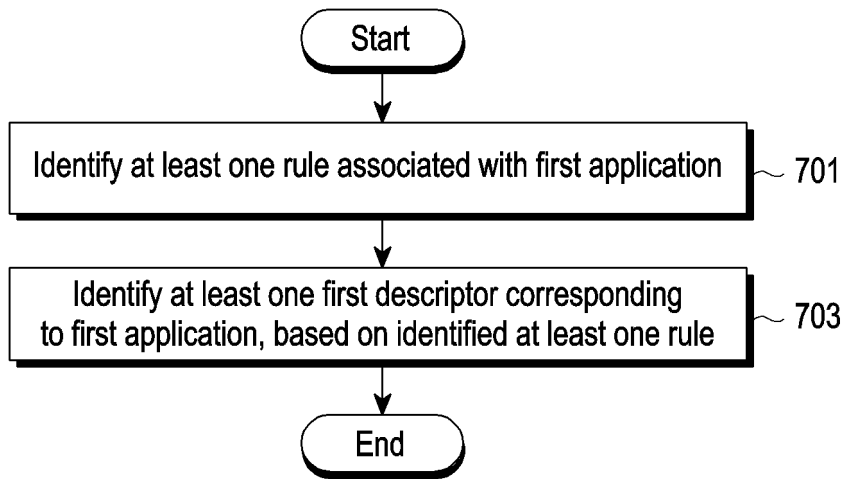 Start
Identify at least one rule associated with first application
701
Identify at least one first descriptor corresponding
to first application, based on identified at least one rule
703
End